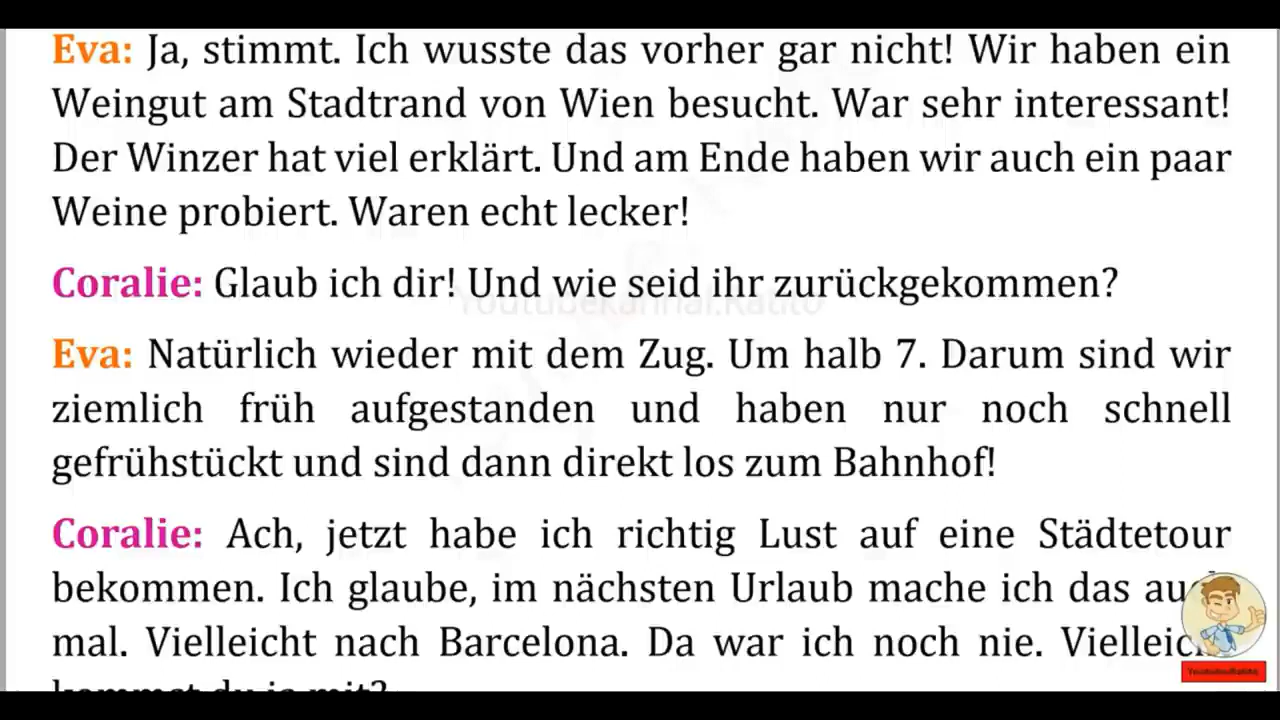 Eva: Ja, stimmt. Ich wusste das vorher gar nicht! Wir haben ein
Weingut am Stadtrand von Wien besucht. War sehr interessant!
Der Winzer hat viel erklärt. Und am Ende haben wir auch ein paar
Weine probiert. Waren echt lecker!
Coralie: Glaub ich dir! Und wie seid ihr zurückgekommen?
Eva: Natürlich wieder mit dem Zug. Um halb 7. Darum sind wir
ziemlich früh aufgestanden und haben nur noch schnell
gefrühstückt und sind dann direkt los zum Bahnhof!
Coralie: Ach, jetzt habe ich richtig Lust auf eine Städtetour
bekommen. Ich glaube, im nächsten Urlaub mache ich das
mal. Vielleicht nach Barcelona. Da war ich noch nie.